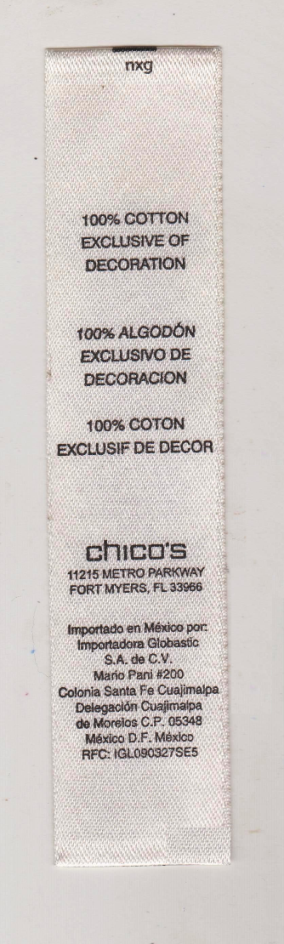 nxg
100% COTTON
EXCLUSIVE OF
DECORATION
100% ALGODÓN
EXCLUSIVO DE
DECORACION
100% COTON
EXCLUSIF DE DECOR
chico's
11215 METRO PARKWAY
FORT MYERS, FL 33966
Importado en México por:
Importadora Globastic
S.A. de C.V.
Mario Pani #200
Colonia Santa Fe Cuajimalpa
Delegación Cuajimalpa
de Morelos C.P. 05348
México D.F. México
RFC: IGL090327SE5